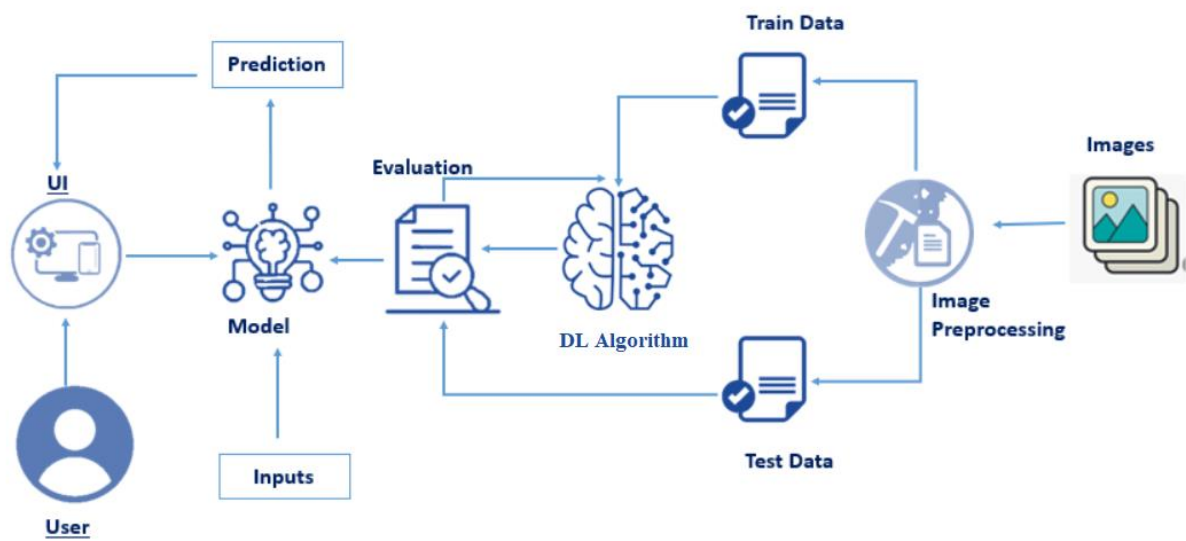 Train Data
Prediction
Images
Evaluation
UI
Image
Preprocessing
Model
DL Algorithm
Test Data
Inputs
User